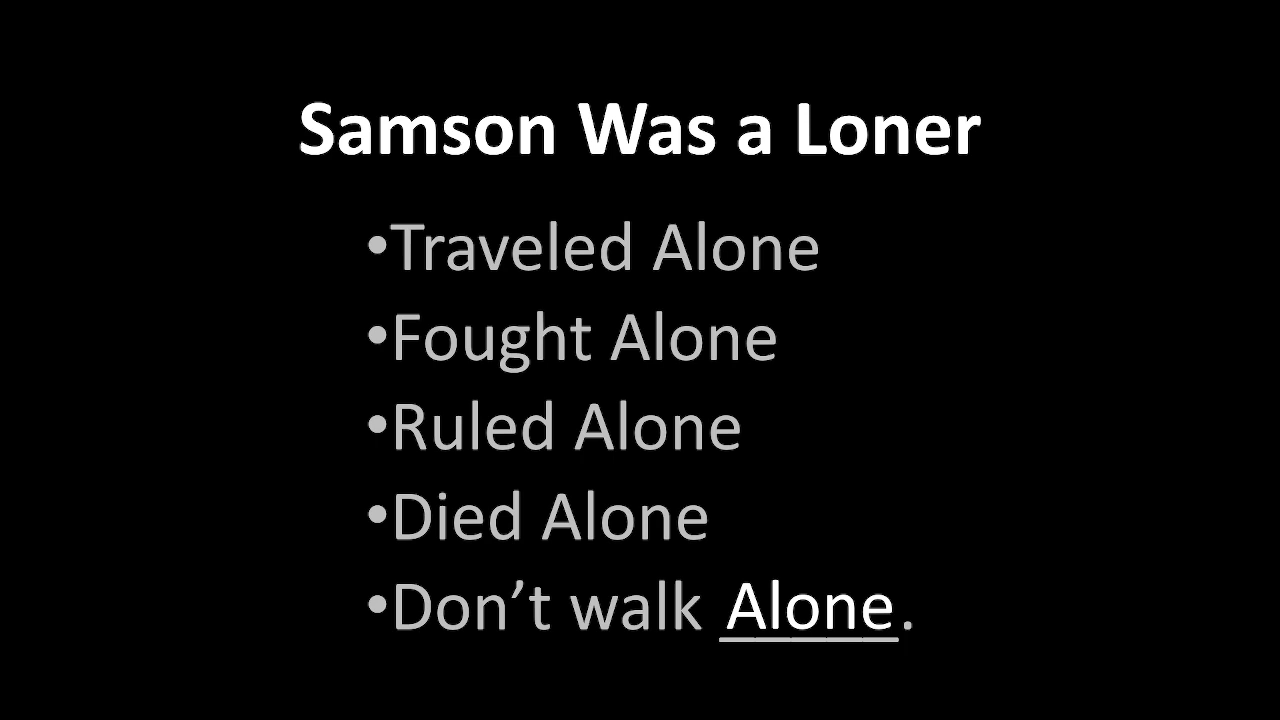 Samson Was a Loner
•Traveled Alone
•Fought Alone
•Ruled Alone
•Died Alone
•Don’t walk Alone.